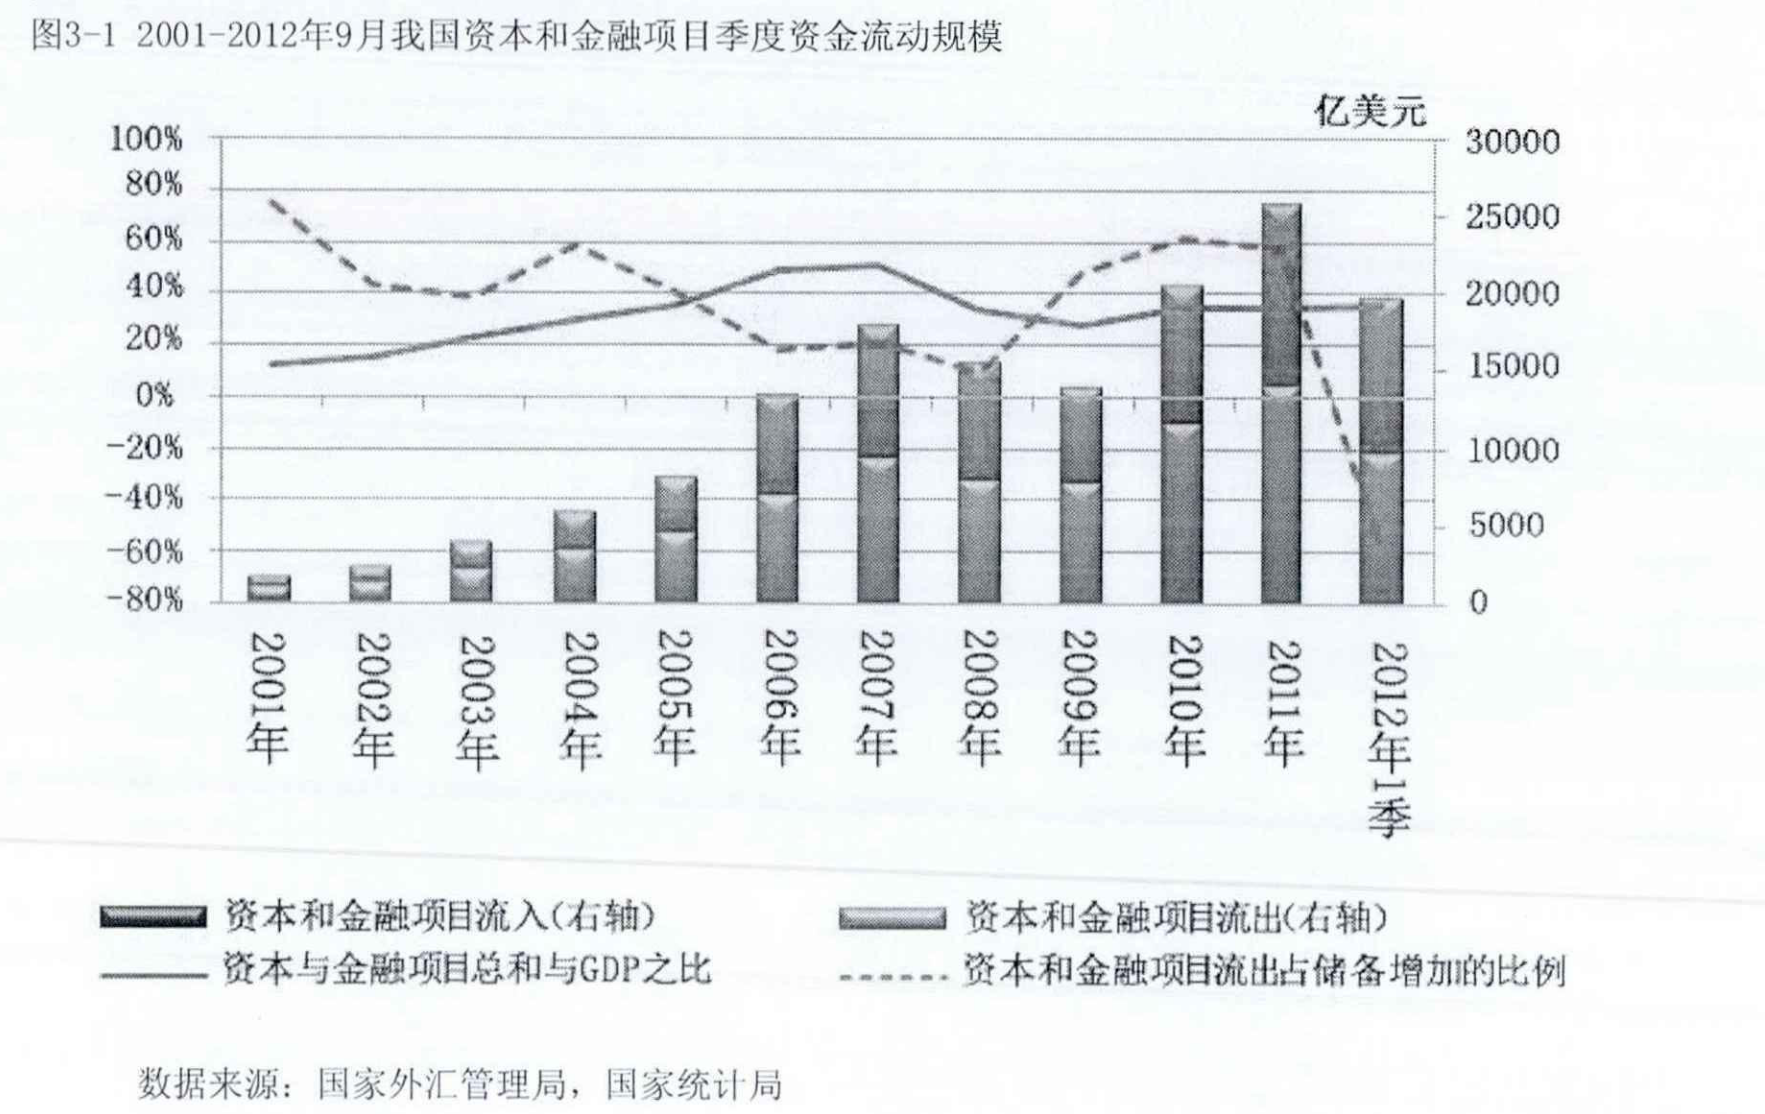 图3-1 2001-2012年9月我国资本和金融项目季度资金流动规模
亿美元
100%
80%
60%
40%
20%
0%
-20%
-40%
-60%
-80%
30000
25000
20000
15000
10000
5000
0
2001年
2002年
2003年
2004年
2005年
2006年
2007年
2008年
2009年
2010年
2011年
2012年1季
资本和金融项目流入(右轴)
资本和金融项目流出(右轴)
资本与金融项目总和与GDP之比
资本和金融项目流出占储备增加的比例
数据来源：国家外汇管理局，国家统计局